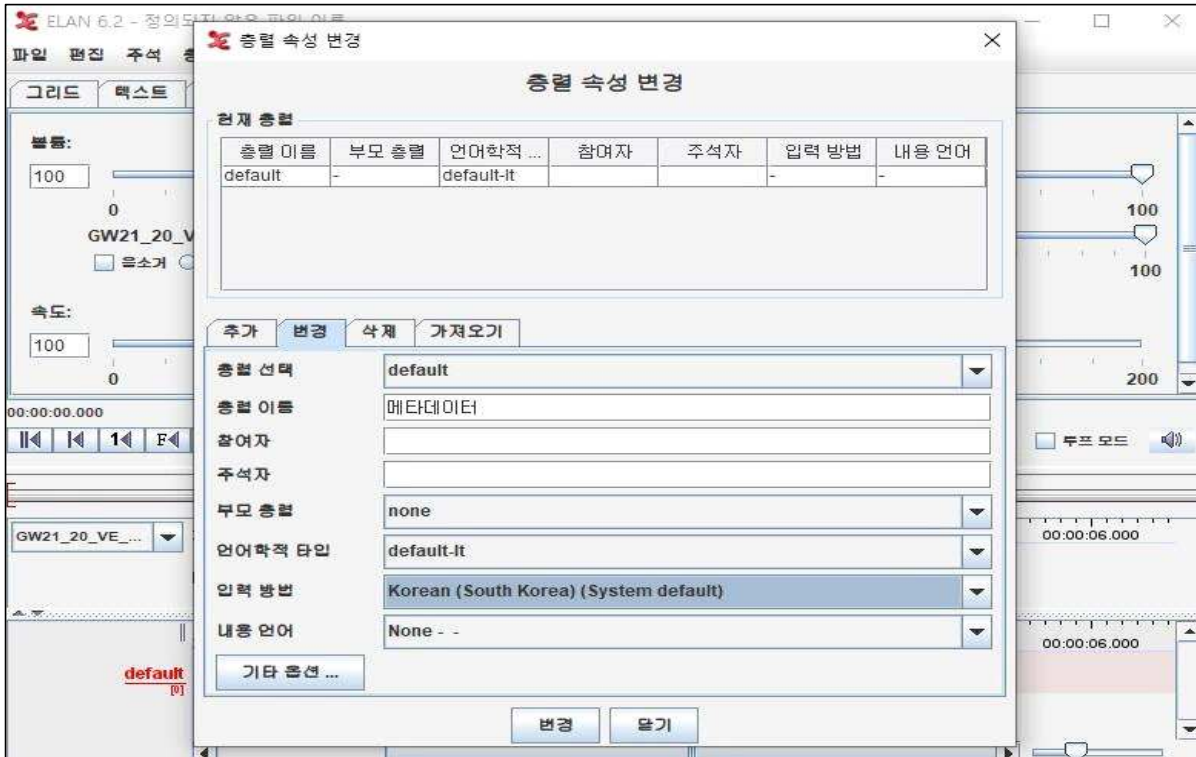 ELAN 6.2 - 정의되지 않은 파일 이름
층렬 속성 변경
파일 편집 주석
그리드 텍스트
층렬 속성 변경
현재 층렬
층렬 이름 부모 층렬 언어학적 ... 참여자 주석자 입력 방법 내용 언어
default - default-lt - -
볼륨:
100
0 100
GW21_20_V
음소거
100
속도:
100
0 200
추가 변경 삭제 가져오기
층렬 선택 default
층렬 이름 메타데이터
참여자
주석자
부모 층렬 none
언어학적 타입 default-lt
입력 방법 Korean (South Korea) (System default)
내용 언어 None - -
기타 옵션 ...
변경 닫기
00:00:00.000
1 F
루프 모드
GW21_20_VE_...
00:00:06.000
00:00:06.000
default
[0]